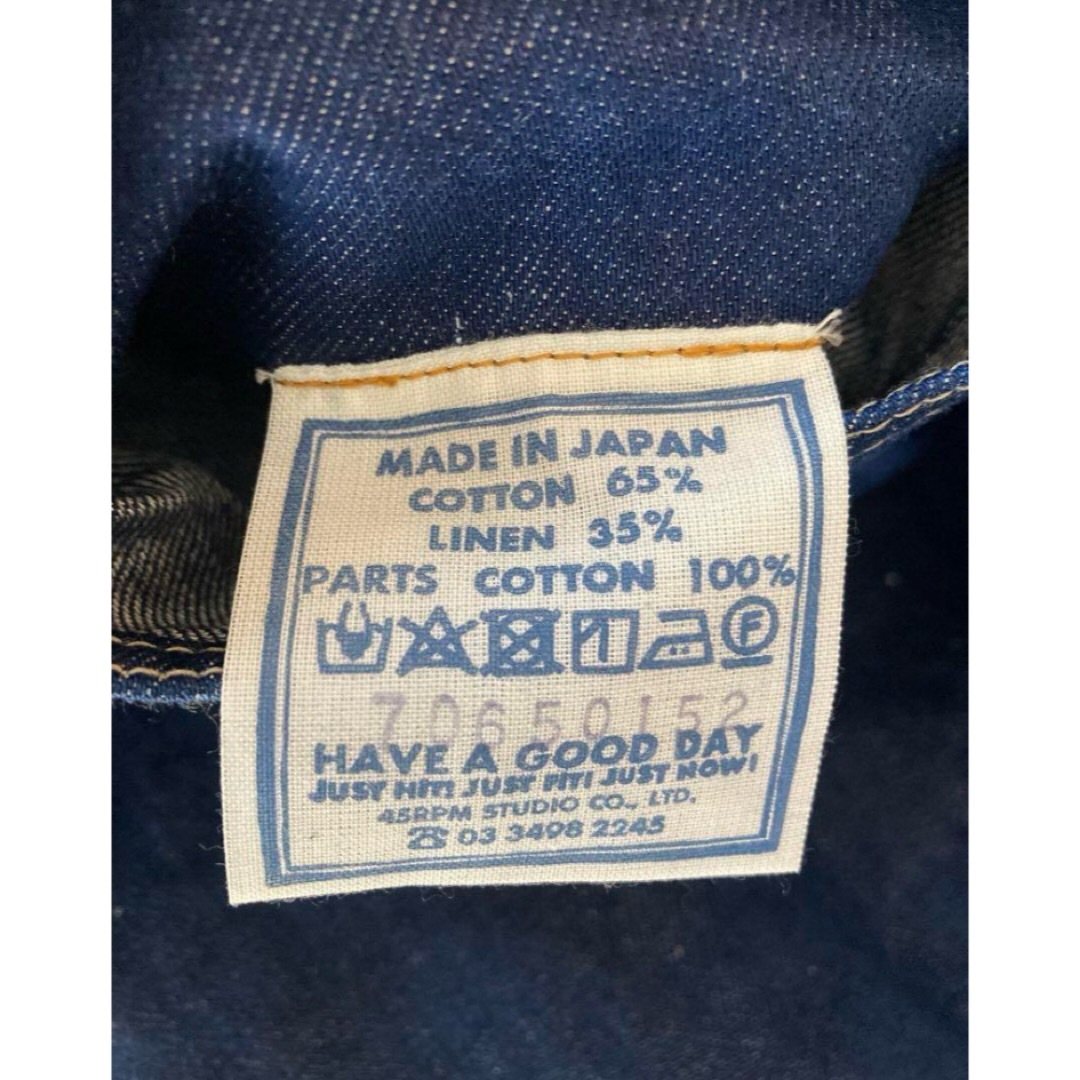 MADE IN JAPAN
COTTON 65%
LINEN 35%
PARTS COTTON 100%
F
70650152
HAVE A GOOD DAY
JUST HIT! JUST FIT! JUST NOW!
45RPM STUDIO CO., LTD.
☎ 03 3498 2245